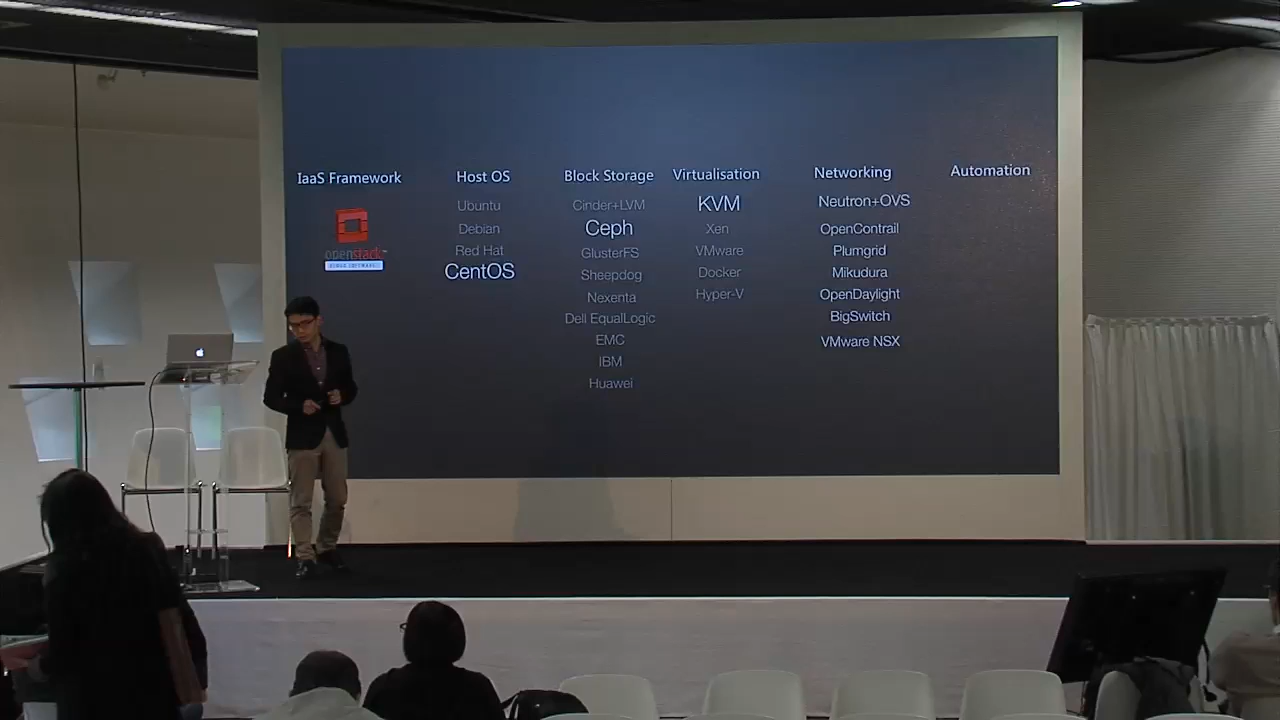 IaaS Framework
openstack
Host OS
Ubuntu
Debian
Red Hat
CentOS
Block Storage
Cinder+LVM
Ceph
GlusterFS
Sheepdog
Nexenta
Dell EqualLogic
EMC
IBM
Huawei
Virtualisation
KVM
Xen
VMware
Docker
Hyper-V
Networking
Neutron+OVS
OpenContrail
Plumgrid
Mikudura
OpenDaylight
BigSwitch
VMware NSX
Automation